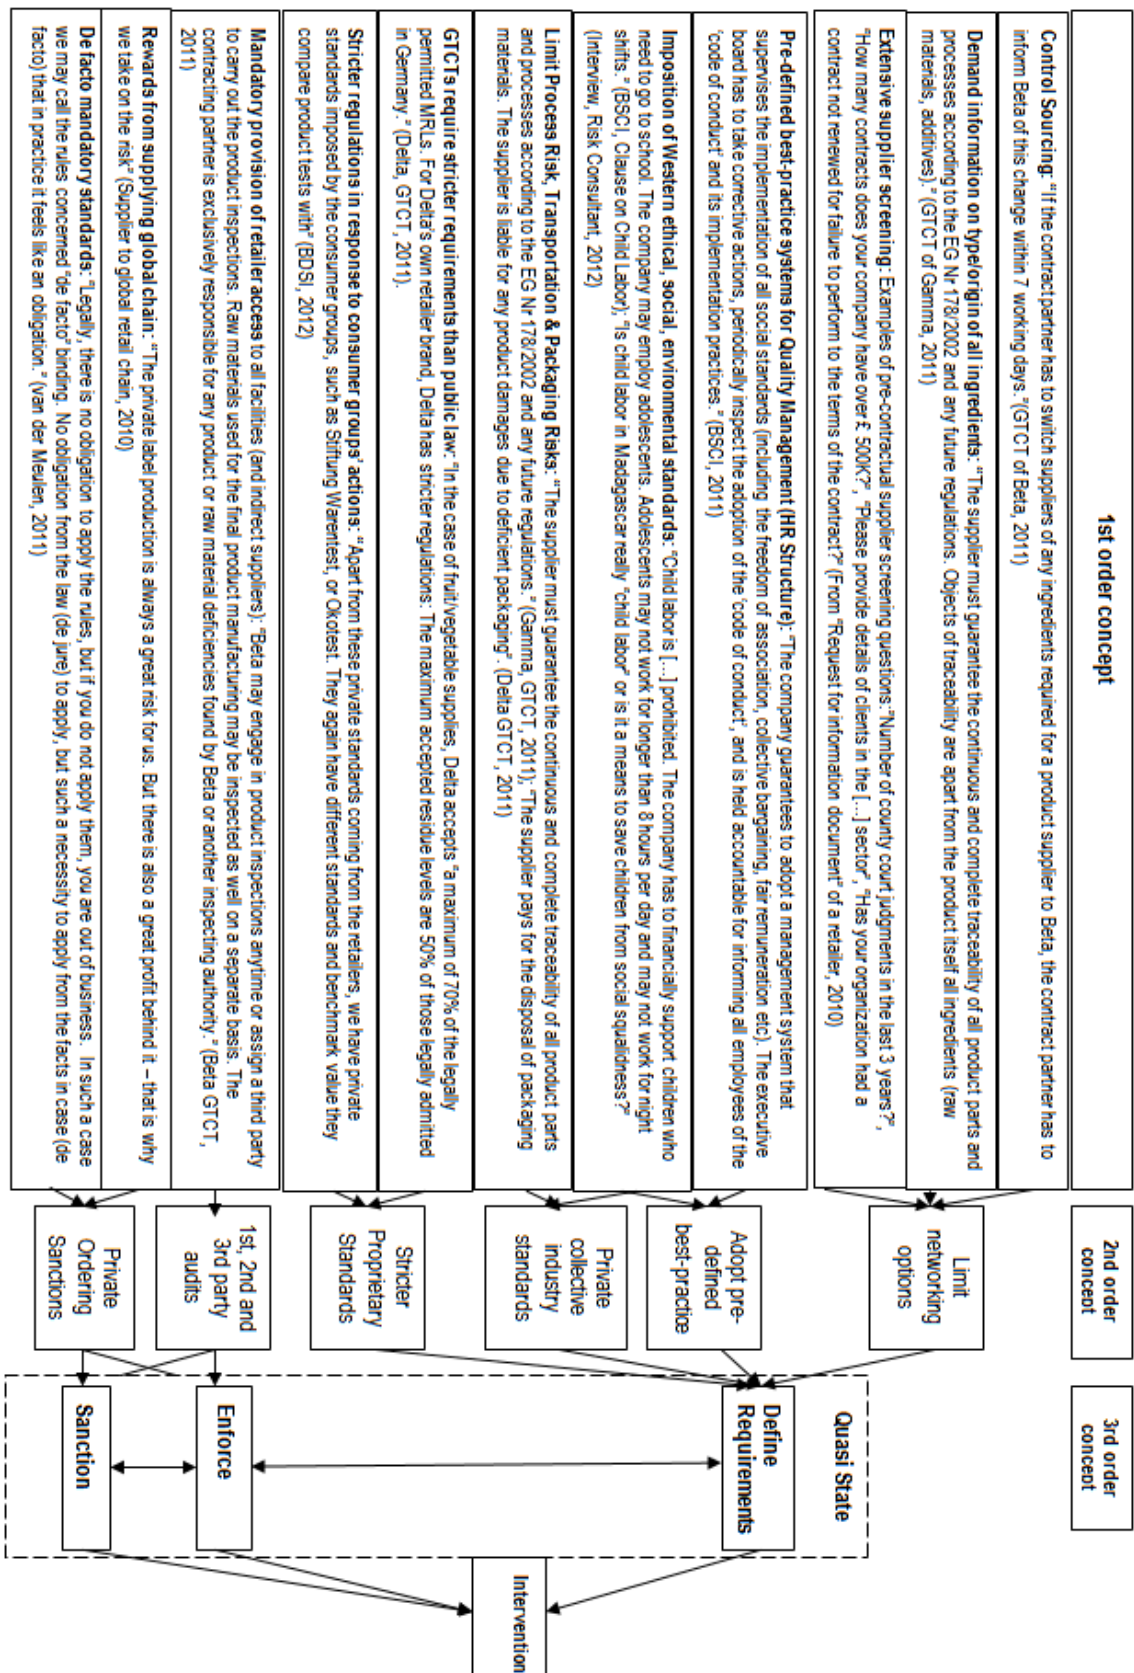 1st order concept
2nd order
concept
3rd order
concept
Control Sourcing: “If the contract partner has to switch suppliers of any ingredients required for a product supplier to Beta, the contract partner has to
inform Beta of this change within 7 working days.”(GTCT of Beta, 2011)
Demand information on type/origin of all ingredients: “The supplier must guarantee the continuous and complete traceability of all product parts and
processes according to the EG Nr 178/2002 and any future regulations. Objects of traceability are apart from the product itself all ingredients (raw
materials, additives).” (GTCT of Gamma, 2011)
Extensive supplier screening: Examples of pre-contractual supplier screening questions:“Number of county court judgments in the last 3 years?”,
“How many contracts does your company have over £ 500K?”, “Please provide details of clients in the [...] sector”, “Has your organization had a
contract not renewed for failure to perform to the terms of the contract?” (From “Request for information document” of a retailer, 2010)
Pre-defined best-practice systems for Quality Management (HR Structure): “The company guarantees to adopt a management system that
supervises the implementation of all social standards (including the freedom of association, collective bargaining, fair remuneration etc). The executive
board has to take corrective actions, periodically inspect the adoption of the ‘code of conduct’, and is held accountable for informing all employees of the
‘code of conduct’ and its implementation practices.” (BSCI, 2011)
Imposition of Western ethical, social, environmental standards: “Child labor is [...] prohibited. The company has to financially support children who
need to go to school. The company may employ adolescents. Adolescents may not work for longer than 8 hours per day and may not work for night
shifts.” (BSCI, Clause on Child Labor); “Is child labor in Madagascar really “child labor” or is it a means to save children from social squalidness?”
(Interview, Risk Consultant, 2012)
Limit Process Risk, Transportation & Packaging Risks: “The supplier must guarantee the continuous and complete traceability of all product parts
and processes according to the EG Nr 178/2002 and any future regulations.” (Gamma, GTCT, 2011); “The supplier pays for the disposal of packaging
materials. The supplier is liable for any product damages due to deficient packaging”. (Delta GTCT, 2011)
GTCTs require stricter requirements than public law: “In the case of fruit/vegetable supplies, Delta accepts “a maximum of 70% of the legally
permitted MRLs. For Delta’s own retailer brand, Delta has stricter regulations: The maximum accepted residue levels are 50% of those legally admitted
in Germany.” (Delta, GTCT, 2011).
Stricter regulations in response to consumer groups’ actions: “Apart from these private standards coming from the retailers, we have private
standards imposed by the consumer groups, such as Stiftung Warentest, or Okotest. They again have different standards and benchmark value they
compare product tests with” (BDSI, 2012)
Mandatory provision of retailer access to all facilities (and indirect suppliers): “Beta may engage in product inspections anytime or assign a third party
to carry out the product inspections. Raw materials used for the final product manufacturing may be inspected as well on a separate basis. The
contracting partner is exclusively responsible for any product or raw material deficiencies found by Beta or another inspecting authority.” (Beta GTCT,
2011)
Rewards from supplying global chain: “The private label production is always a great risk for us. But there is also a great profit behind it – that is why
we take on the risk” (Supplier to global retail chain, 2010)
De facto mandatory standards: “Legally, there is no obligation to apply the rules, but if you do not apply them, you are out of business. In such a case
we may call the rules concerned “de facto” binding. No obligation from the law (de jure) to apply, but such a necessity to apply from the facts in case (de
facto) that in practice it feels like an obligation.” (van der Meulen, 2011)
Limit
networking
options
Adopt pre-
defined
best-practice
Private
collective
industry
standards
Stricter
Proprietary
Standards
1st, 2nd and
3rd party
audits
Private
Ordering
Sanctions
Quasi State
Define
Requirements
Enforce
Sanction
Intervention